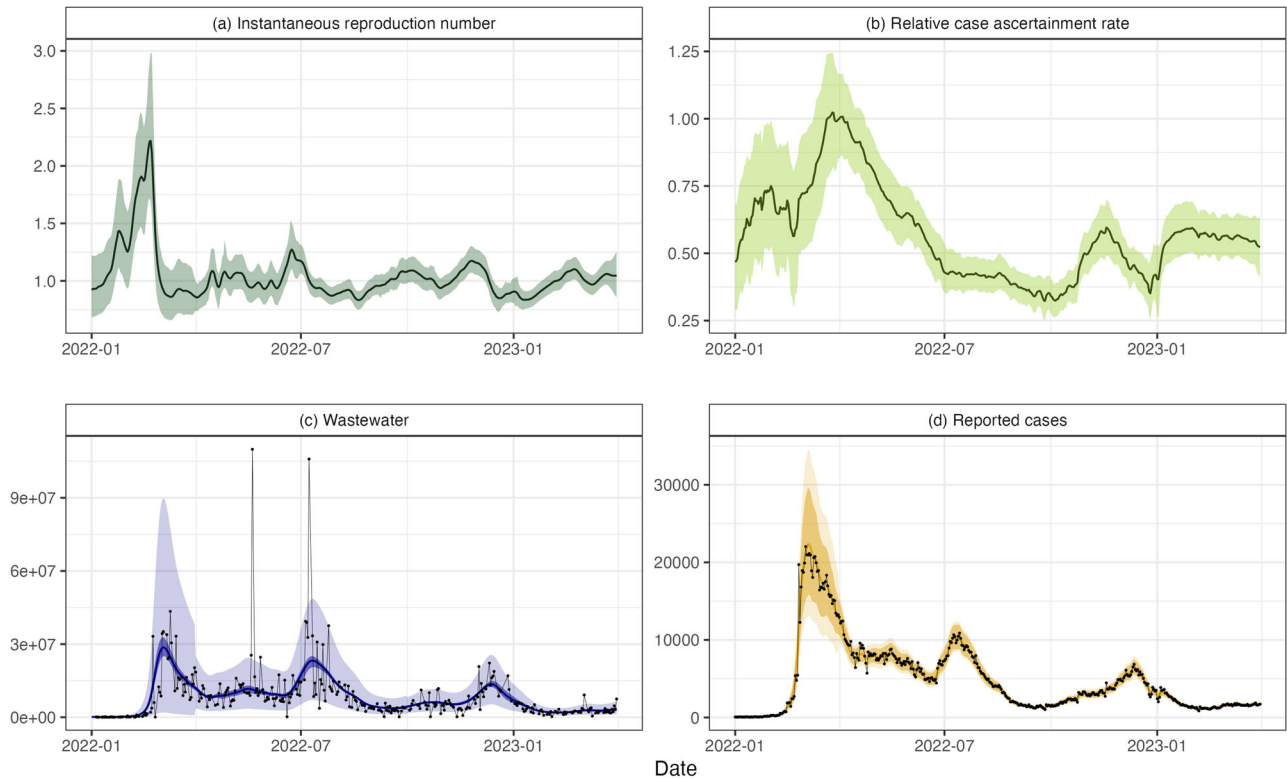 (a) Instantaneous reproduction number
3.0
2.5
2.0
1.5
1.0
2022-01 2022-07 2023-01
(b) Relative case ascertainment rate
1.25
1.00
0.75
0.50
0.25
2022-01 2022-07 2023-01
(c) Wastewater
9e+07
6e+07
3e+07
0e+00
2022-01 2022-07 2023-01
(d) Reported cases
30000
20000
10000
0
2022-01 2022-07 2023-01
Date